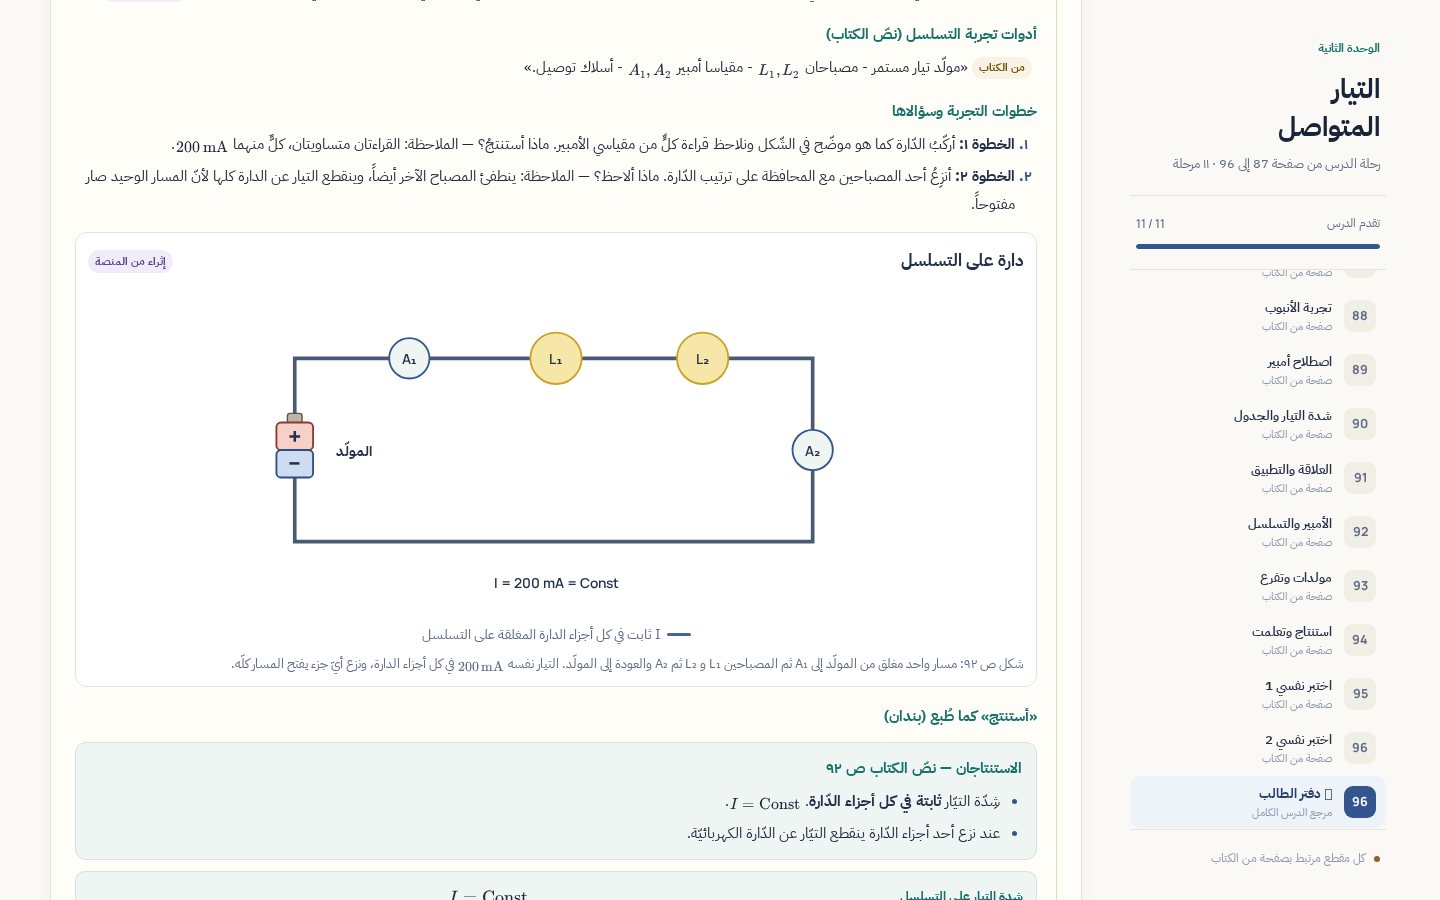 أدوات تجربة التسلسل (نصّ الكتاب)
من الكتاب «مولّد تيار مستمر - مصباحان L₁, L₂ - مقياسا أمبير A₁, A₂ - أسلاك توصيل.»
خطوات التجربة وسؤالاها
١. الخطوة ١: أركّبُ الدّارة كما هو موضّح في الشّكل ونلاحظ قراءة كلٍّ من مقياسي الأمبير. ماذا أستنتجُ؟ — الملاحظة: القراءتان متساويتان، كلٌّ منهما 200 mA.
٢. الخطوة ٢: أنزعُ أحد المصباحين مع المحافظة على ترتيب الدّارة. ماذا ألاحظ؟ — الملاحظة: ينطفئ المصباح الآخر أيضاً، وينقطع التيار عن الدارة كلها لأنّ المسار الوحيد صار
مفتوحاً.
دارة على التسلسل
إثراء من المنصة
A₁
L₁
L₂
+
−
المولّد
A₂
I = 200 mA = Const
I ثابت في كل أجزاء الدارة المغلقة على التسلسل
شكل ص ٩٢: مسار واحد مغلق من المولّد إلى A₁ ثم المصباحين L₁ و L₂ ثم A₂ والعودة إلى المولّد. التيار نفسه 200 mA في كل أجزاء الدارة، ونزع أيّ جزء يفتح المسار كلّه.
«أستنتج» كما طُبع (بندان)
الاستنتاجان — نصّ الكتاب ص ٩٢
• شِدّة التيّار ثابتة في كل أجزاء الدّارة. I = Const.
• عند نزع أحد أجزاء الدّارة ينقطع التيّار عن الدّارة الكهربائيّة.
شدة التيار على التسلسل
I = Const
الوحدة الثانية
التيار
المتواصل
رحلة الدرس من صفحة 87 إلى 96 · ١١ مرحلة
تقدم الدرس
11 / 11
صفحة من الكتاب
88
تجربة الأنبوب
صفحة من الكتاب
89
اصطلاح أمبير
صفحة من الكتاب
90
شدة التيار والجدول
صفحة من الكتاب
91
العلاقة والتطبيق
صفحة من الكتاب
92
الأمبير والتسلسل
صفحة من الكتاب
93
مولدات وتفرع
صفحة من الكتاب
94
استنتاج وتعلمت
صفحة من الكتاب
95
اختبر نفسي 1
صفحة من الكتاب
96
اختبر نفسي 2
صفحة من الكتاب
96
دفتر الطالب
مرجع الدرس الكامل
كل مقطع مرتبط بصفحة من الكتاب